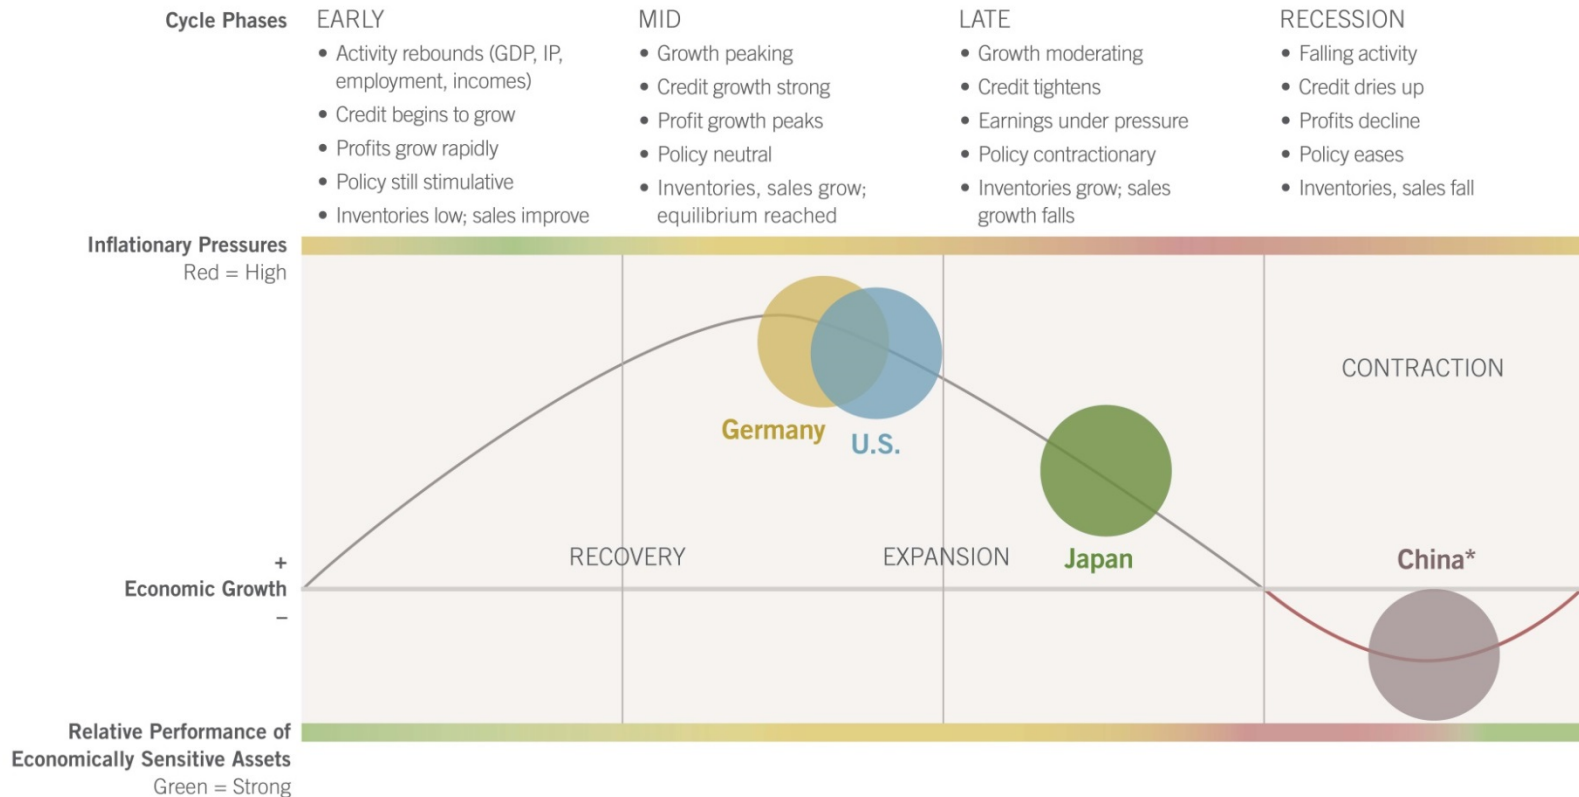 Cycle Phases
EARLY
• Activity rebounds (GDP, IP,
employment, incomes)
• Credit begins to grow
• Profits grow rapidly
• Policy still stimulative
• Inventories low; sales improve
MID
• Growth peaking
• Credit growth strong
• Profit growth peaks
• Policy neutral
• Inventories, sales grow;
equilibrium reached
LATE
• Growth moderating
• Credit tightens
• Earnings under pressure
• Policy contractionary
• Inventories grow; sales
growth falls
RECESSION
• Falling activity
• Credit dries up
• Profits decline
• Policy eases
• Inventories, sales fall
Inflationary Pressures
Red = High
CONTRACTION
Germany
U.S.
RECOVERY
EXPANSION
Japan
China*
+
Economic Growth
–
Relative Performance of
Economically Sensitive Assets
Green = Strong